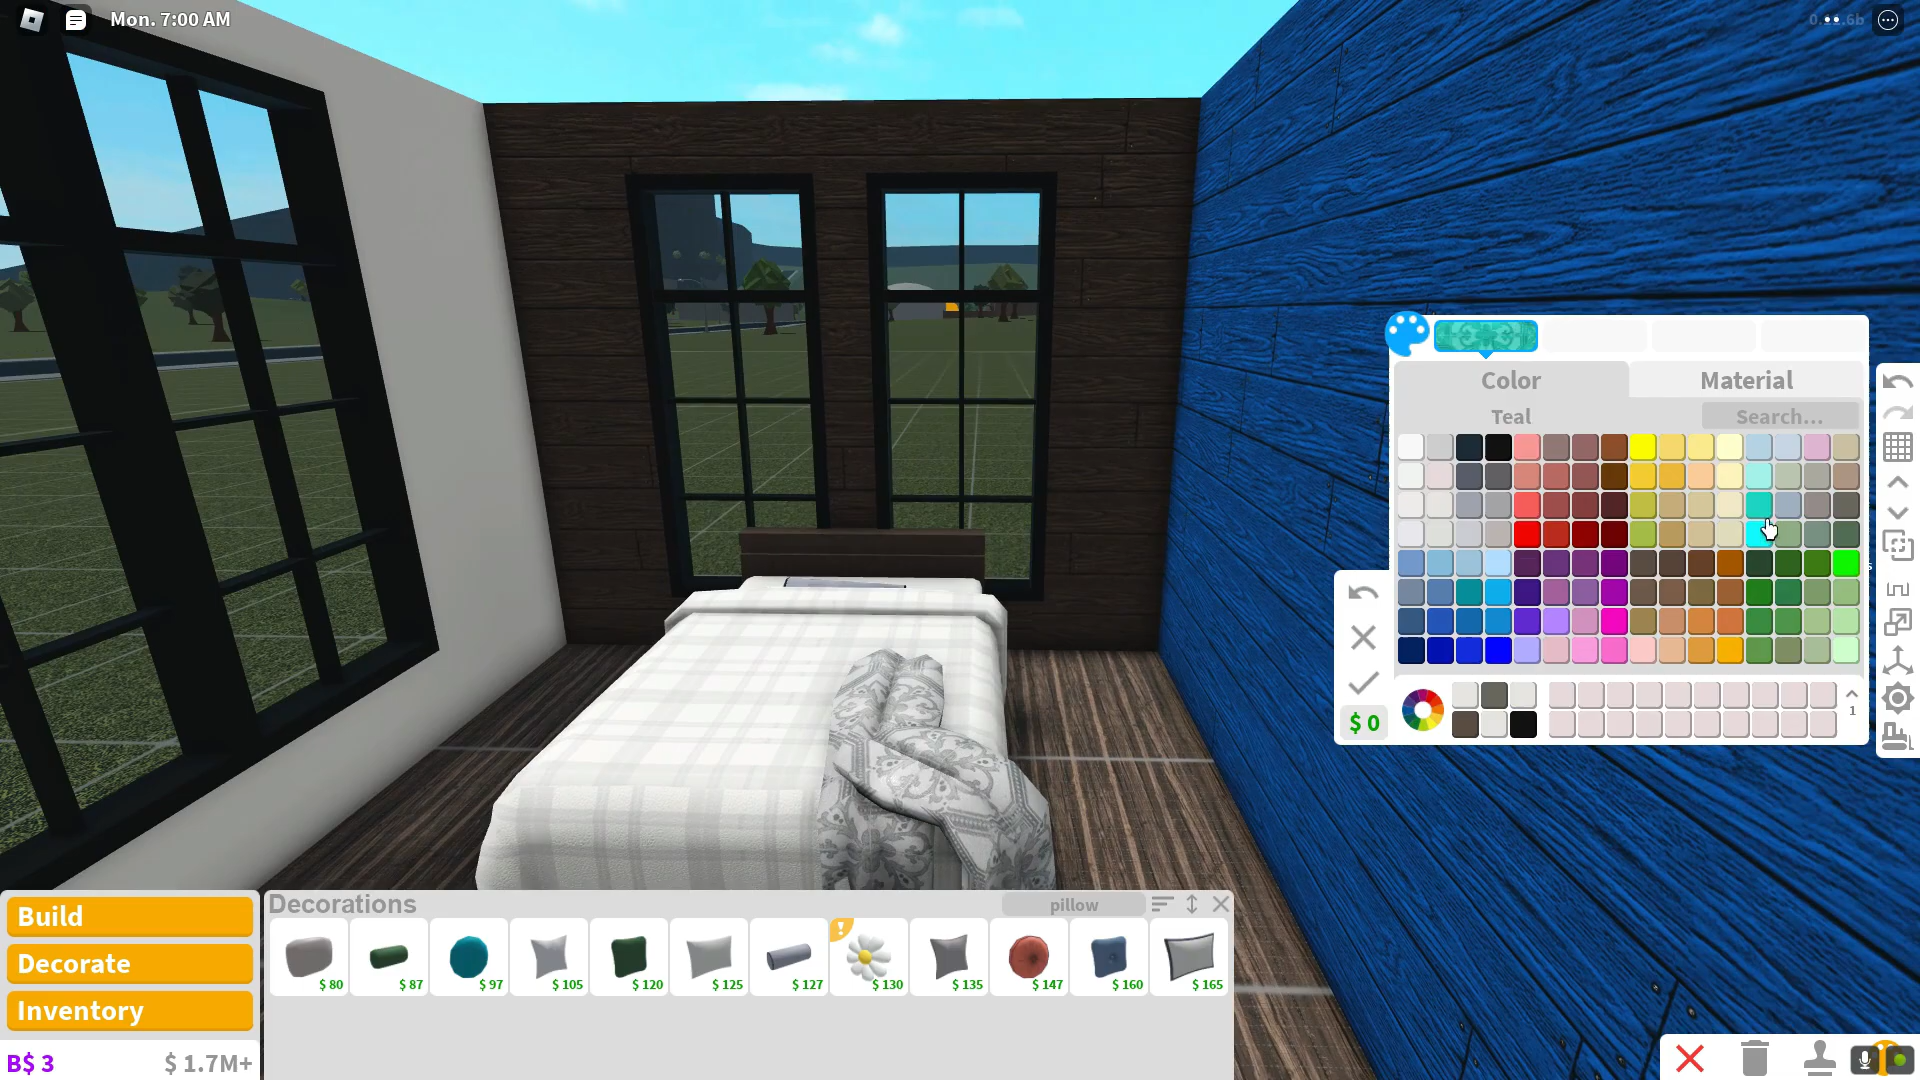 Mon. 7:00 AM
Color
Material
Teal
Search...
$ 0
1
Decorations
pillow
$ 80
$ 87
$ 97
$ 105
$ 120
$ 125
$ 127
$ 130
$ 135
$ 147
$ 160
$ 165
Build
Decorate
Inventory
B$ 3
$ 1.7M+